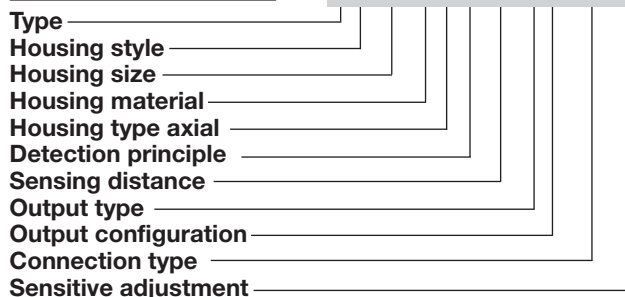 Type
Housing style
Housing size
Housing material
Housing type axial
Detection principle
Sensing distance
Output type
Output configuration
Connection type
Sensitive adjustment